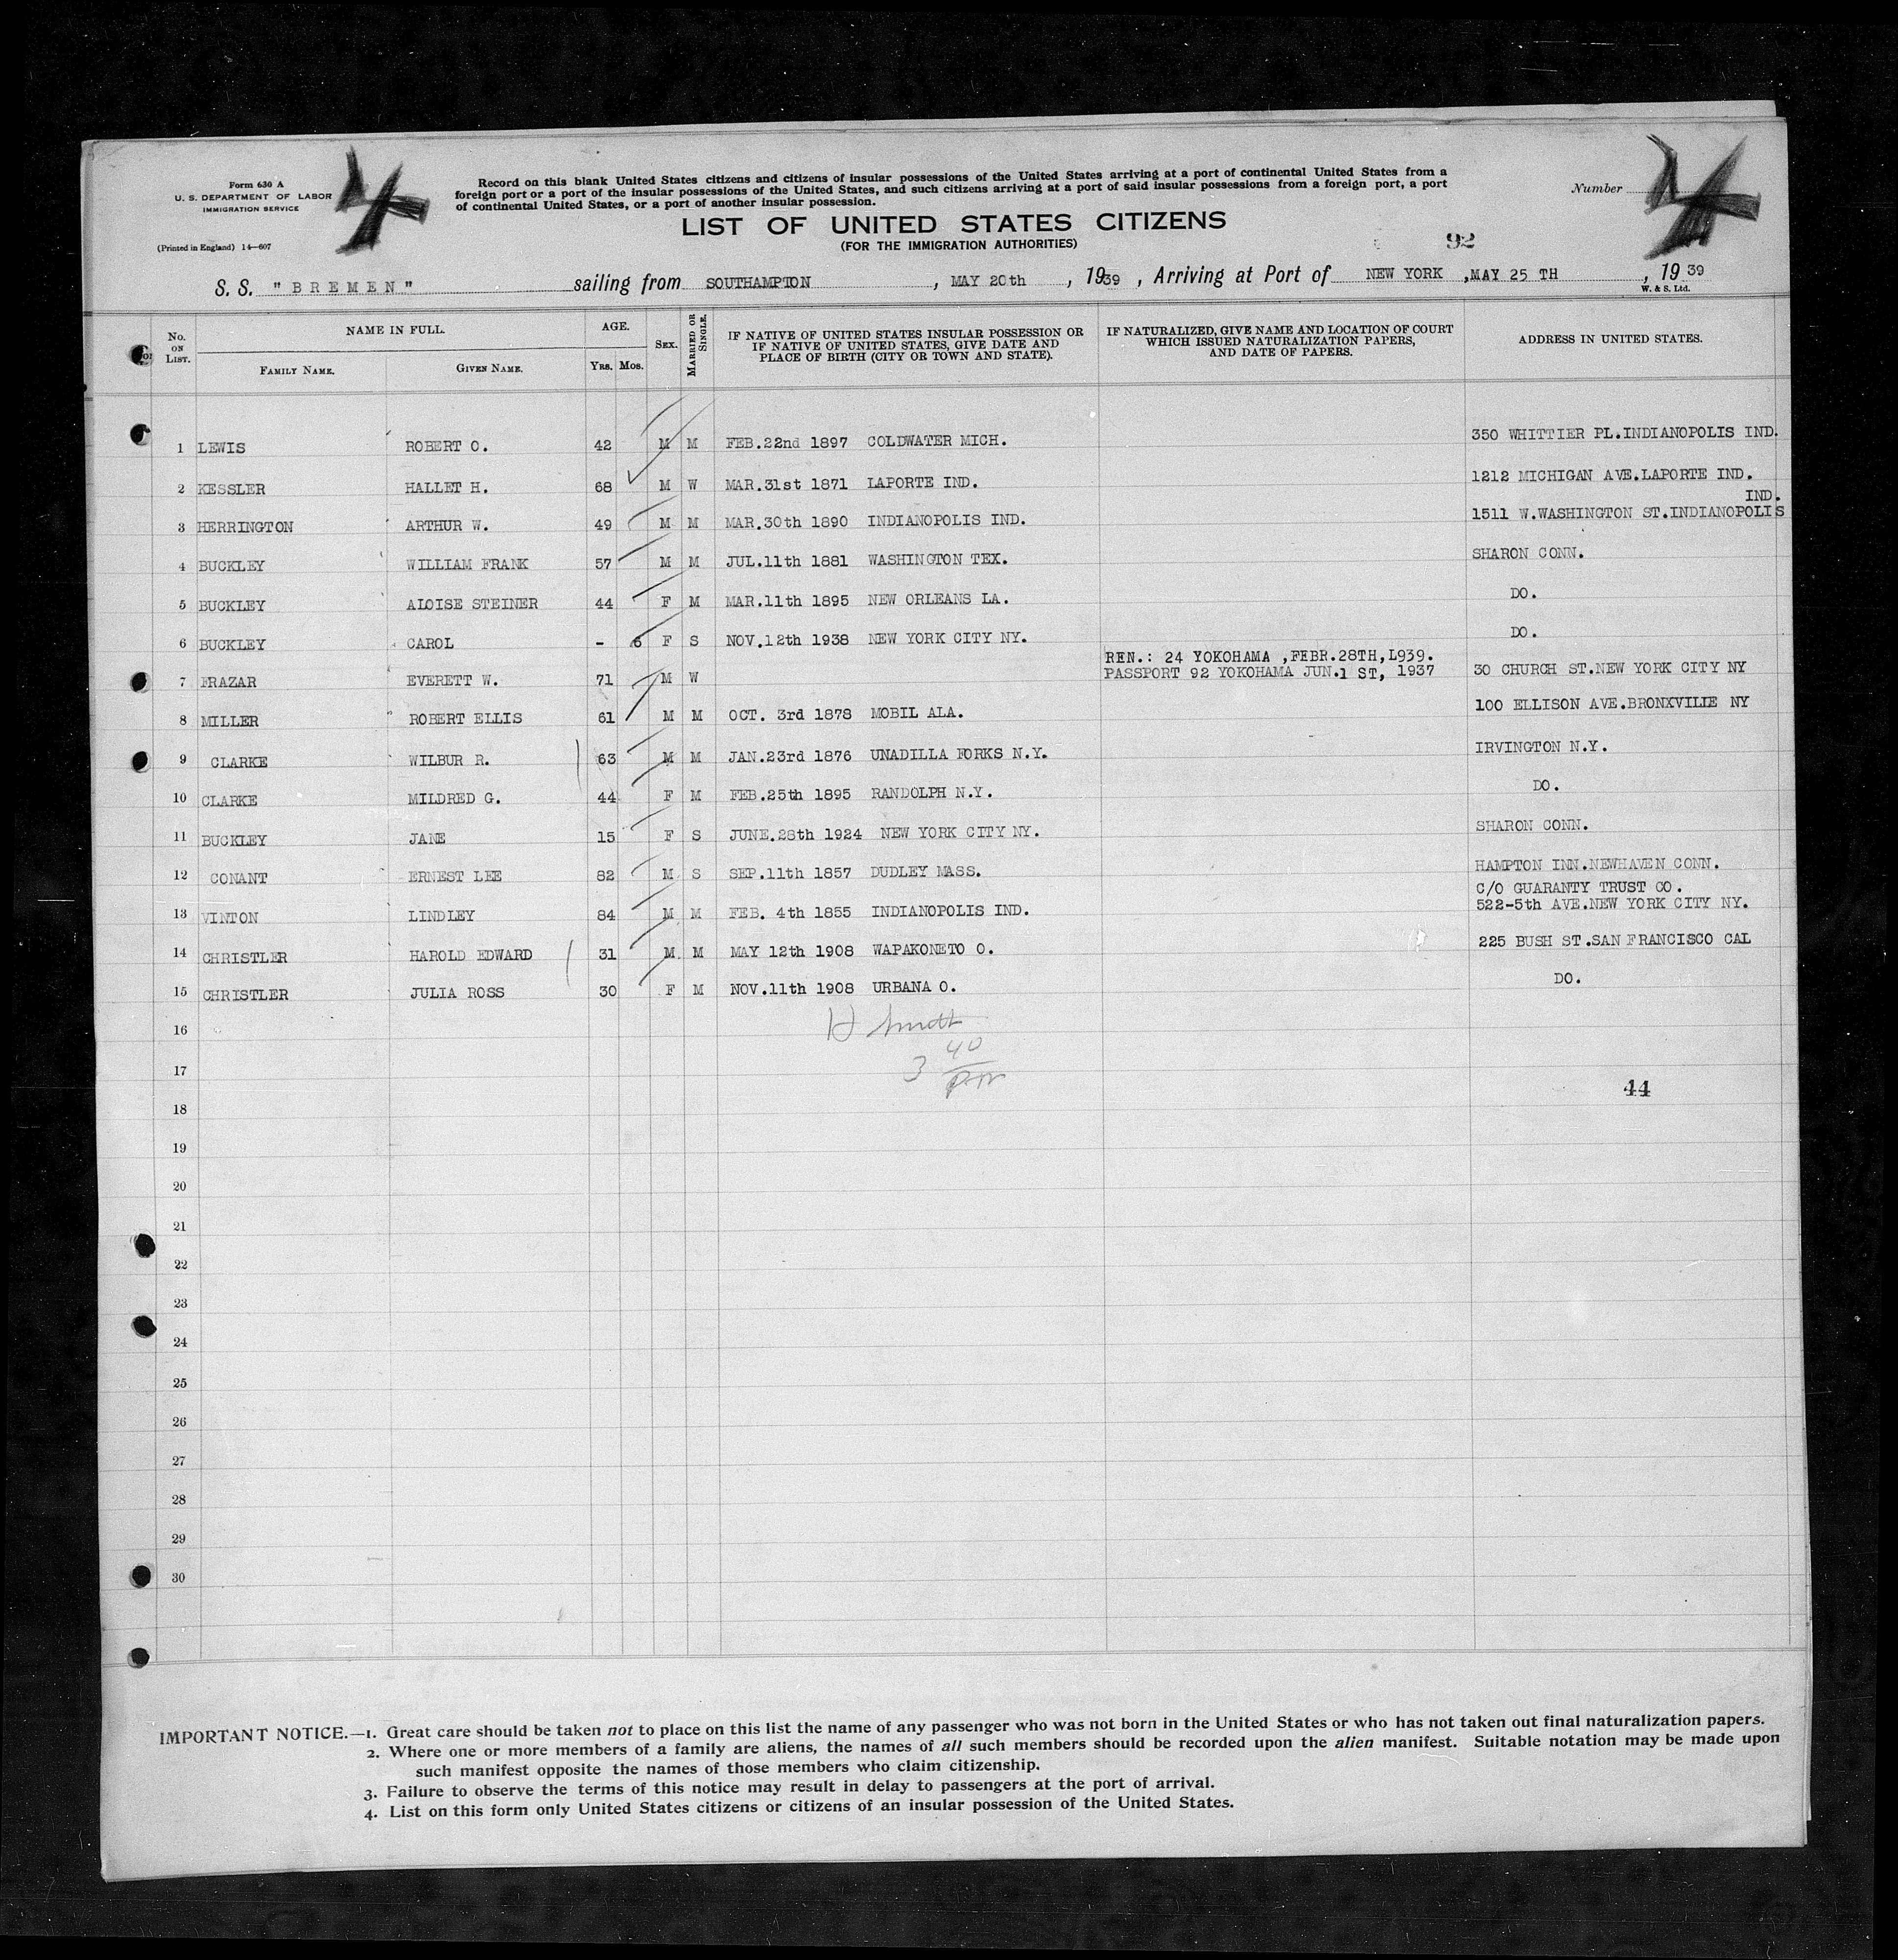 Form 630 A
U. S. DEPARTMENT OF LABOR
IMMIGRATION SERVICE
(Printed in England) 14—607
Record on this blank United States citizens and citizens of insular possessions of the United States arriving at a port of continental United States from a
foreign port or a port of the insular possessions of the United States, and such citizens arriving at a port of said insular possessions from a foreign port, a port
of continental United States, or a port of another insular possession.
Number
LIST OF UNITED STATES CITIZENS
(FOR THE IMMIGRATION AUTHORITIES)
92
S. S. "BREMEN" sailing from SOUTHAMPTON, MAY 20th, 1939, Arriving at Port of NEW YORK, MAY 25 TH, 1939
W. & S. Ltd.
No. ON LIST. NAME IN FULL. FAMILY NAME. GIVEN NAME. AGE. YRS. MOS. SEX. MARRIED OR SINGLE. IF NATIVE OF UNITED STATES INSULAR POSSESSION OR IF NATIVE OF UNITED STATES, GIVE DATE AND PLACE OF BIRTH (CITY OR TOWN AND STATE). IF NATURALIZED, GIVE NAME AND LOCATION OF COURT WHICH ISSUED NATURALIZATION PAPERS, AND DATE OF PAPERS. ADDRESS IN UNITED STATES.
1 LEWIS ROBERT O. 42 M M FEB.22nd 1897 COLDWATER MICH. 350 WHITTIER PL.INDIANOPOLIS IND.
2 KESSLER HALLET H. 68 M W MAR.31st 1871 LAPORTE IND. 1212 MICHIGAN AVE.LAPORTE IND.
IND.
3 HERRINGTON ARTHUR W. 49 M M MAR.30th 1890 INDIANOPOLIS IND. 1511 W.WASHINGTON ST.INDIANOPOLIS
4 BUCKLEY WILLIAM FRANK 57 M M JUL.11th 1881 WASHINGTON TEX. SHARON CONN.
5 BUCKLEY ALOISE STEINER 44 F M MAR.11th 1895 NEW ORLEANS LA. DO.
6 BUCKLEY CAROL - 6 F S NOV.12th 1938 NEW YORK CITY NY. DO.
REN.: 24 YOKOHAMA ,FEBR.28TH,L939.
7 FRAZAR EVERETT W. 71 M W PASSPORT 92 YOKOHAMA JUN.1 ST, 1937 30 CHURCH ST.NEW YORK CITY NY
8 MILLER ROBERT ELLIS 61 M M OCT. 3rd 1878 MOBIL ALA. 100 ELLISON AVE.BRONXVILIE NY
9 CLARKE WILBUR R. 63 M M JAN.23rd 1876 UNADILLA FORKS N.Y. IRVINGTON N.Y.
10 CLARKE MILDRED G. 44 F M FEB.25th 1895 RANDOLPH N.Y. DO.
11 BUCKLEY JANE 15 F S JUNE.28th 1924 NEW YORK CITY NY. SHARON CONN.
12 CONANT ERNEST LEE 82 M S SEP.11th 1857 DUDLEY MASS. HAMPTON INN.NEWHAVEN CONN.
C/O GUARANTY TRUST CO.
13 VINTON LINDLEY 84 M M FEB. 4th 1855 INDIANOPOLIS IND. 522-5th AVE.NEW YORK CITY NY.
14 CHRISTLER HAROLD EDWARD 31 M M MAY 12th 1908 WAPAKONETO O. 225 BUSH ST.SAN FRANCISCO CAL
15 CHRISTLER JULIA ROSS 30 F M NOV.11th 1908 URBANA O. DO.
16
40
17 3
44
18
19
20
21
22
23
24
25
26
27
28
29
30
IMPORTANT NOTICE.—1. Great care should be taken not to place on this list the name of any passenger who was not born in the United States or who has not taken out final naturalization papers.
2. Where one or more members of a family are aliens, the names of all such members should be recorded upon the alien manifest. Suitable notation may be made upon
such manifest opposite the names of those members who claim citizenship.
3. Failure to observe the terms of this notice may result in delay to passengers at the port of arrival.
4. List on this form only United States citizens or citizens of an insular possession of the United States.